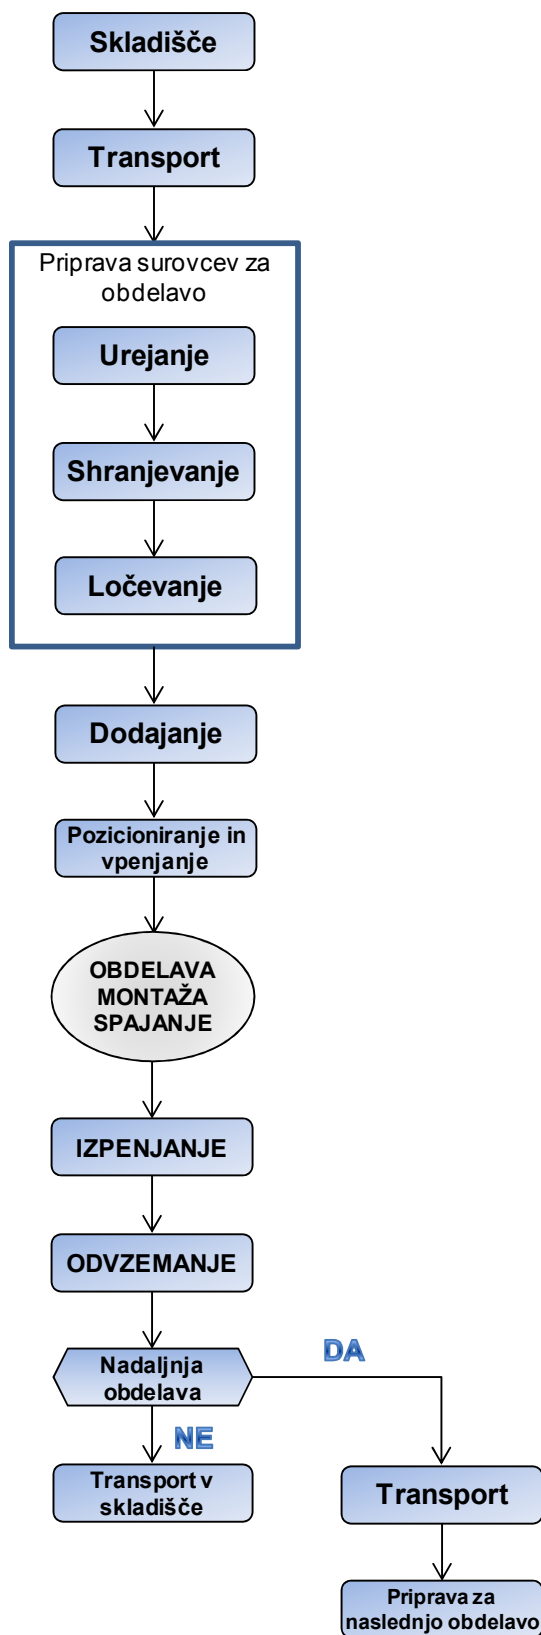 Skladišče
Transport
Priprava surovcev za
obdelavo
Urejanje
Shranjevanje
Ločevanje
Dodajanje
Pozicioniranje in
vpenjanje
OBDELAVA
MONTAŽA
SPAJANJE
IZPENJANJE
ODVZEMANJE
Nadaljnja
obdelava
DA
NE
Transport v
skladišče
Transport
Priprava za
naslednjo obdelavo